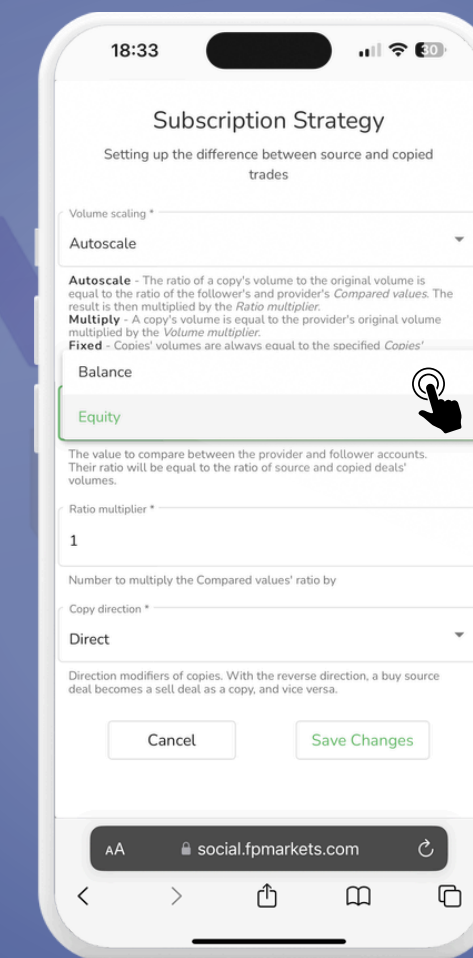 18:33
30
Subscription Strategy
Setting up the difference between source and copied
trades
Volume scaling *
Autoscale
Autoscale - The ratio of a copy's volume to the original volume is
equal to the ratio of the follower's and provider's Compared values. The
result is then multiplied by the Ratio multiplier.
Multiply - A copy's volume is equal to the provider's original volume
multiplied by the Volume multiplier.
Fixed - Copies' volumes are always equal to the specified Copies'
Balance
Equity
The value to compare between the provider and follower accounts.
Their ratio will be equal to the ratio of source and copied deals'
volumes.
Ratio multiplier *
1
Number to multiply the Compared values' ratio by
Copy direction *
Direct
Direction modifiers of copies. With the reverse direction, a buy source
deal becomes a sell deal as a copy, and vice versa.
Cancel
Save Changes
AA
social.fpmarkets.com